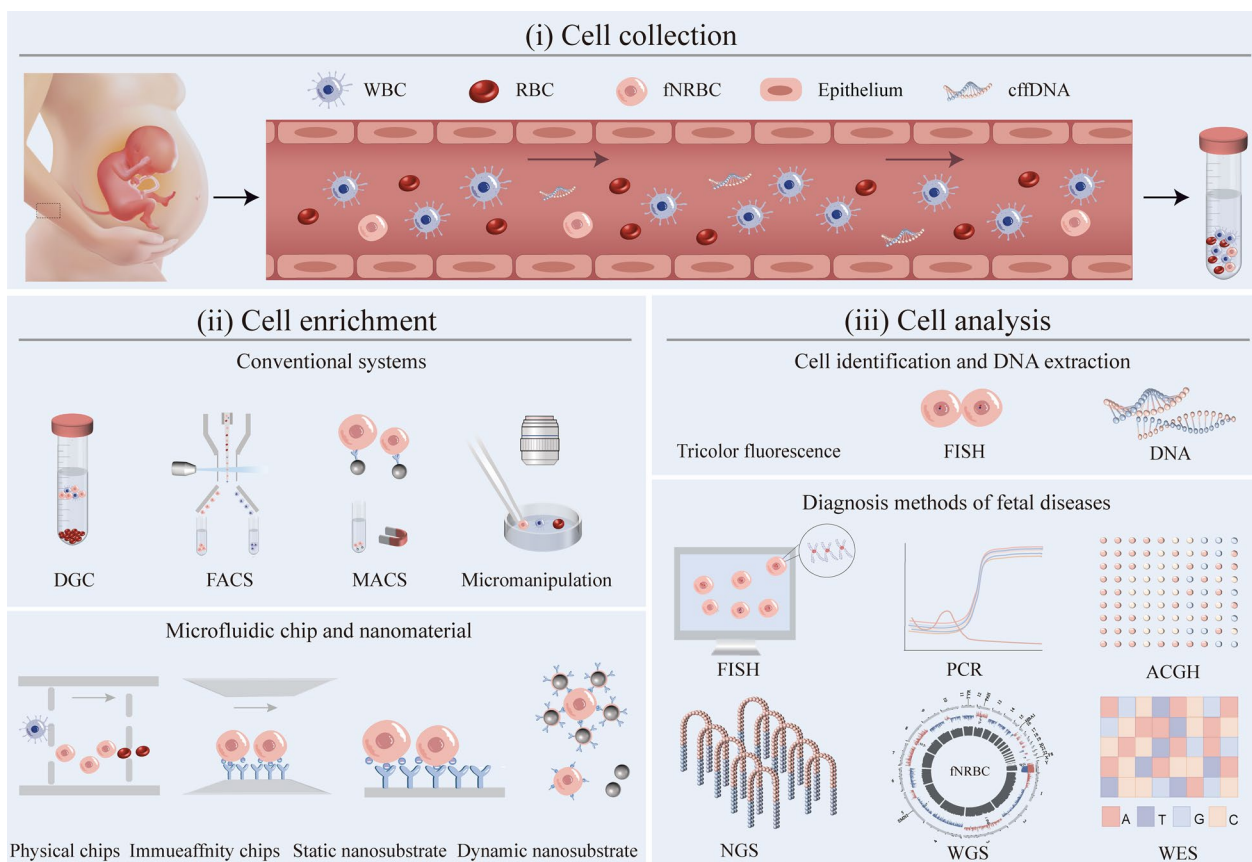 (i) Cell collection
WBC
RBC
fNRBC
Epithelium
cffDNA
(ii) Cell enrichment
Conventional systems
DGC
FACS
MACS
Micromanipulation
Microfluidic chip and nanomaterial
Physical chips
Immueaffnity chips
Static nanosubstrate
Dynamic nanosubstrate
(iii) Cell analysis
Cell identification and DNA extraction
Tricolor fluorescence
FISH
DNA
Diagnosis methods of fetal diseases
FISH
PCR
ACGH
NGS
fNRBC
WGS
A T G C
WES